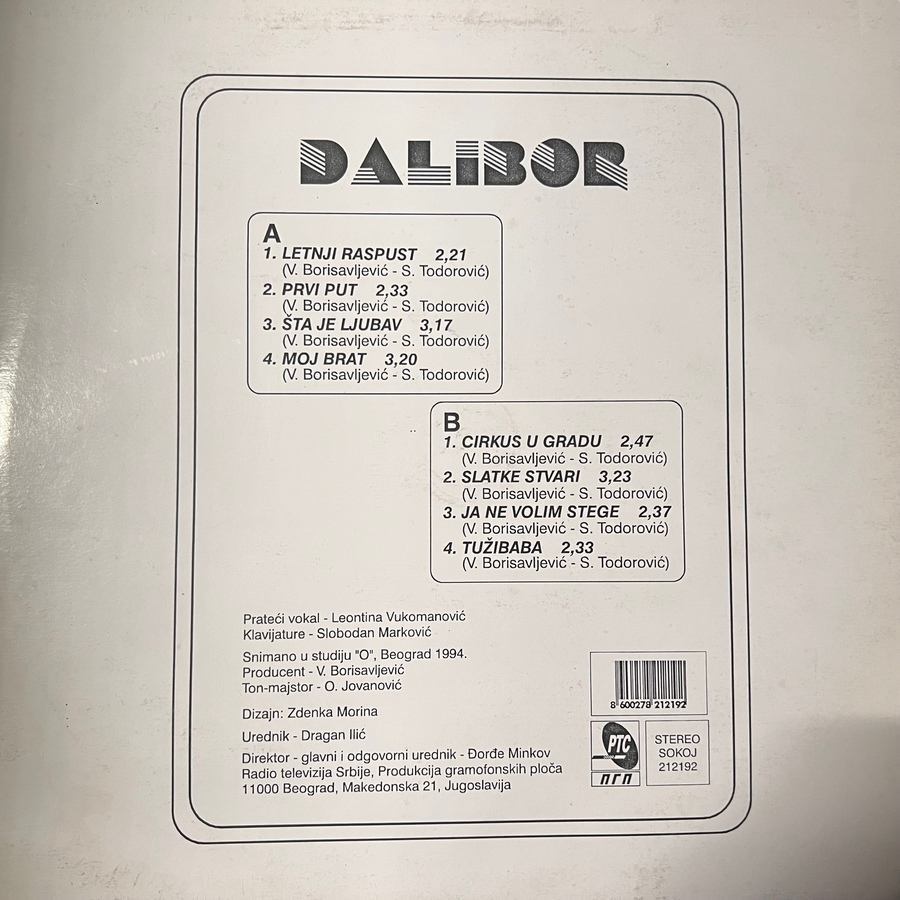 DALIBOR
A
1. LETNJI RASPUST 2,21
(V. Borisavljević - S. Todorović)
2. PRVI PUT 2,33
(V. Borisavljević - S. Todorović)
3. ŠTA JE LJUBAV 3,17
(V. Borisavljević - S. Todorović)
4. MOJ BRAT 3,20
(V. Borisavljević - S. Todorović)
B
1. CIRKUS U GRADU 2,47
(V. Borisavljević - S. Todorović)
2. SLATKE STVARI 3,23
(V. Borisavljević - S. Todorović)
3. JA NE VOLIM STEGE 2,37
(V. Borisavljević - S. Todorović)
4. TUŽIBABA 2,33
(V. Borisavljević - S. Todorović)
Prateći vokal - Leontina Vukomanović
Klavijature - Slobodan Marković
Snimano u studiju "O", Beograd 1994.
Producent - V. Borisavljević
Ton-majstor - O. Jovanović
Dizajn: Zdenka Morina
Urednik - Dragan Ilić
Direktor - glavni i odgovorni urednik - Đorđe Minkov
Radio televizija Srbije, Produkcija gramofonskih ploča
11000 Beograd, Makedonska 21, Jugoslavija
8 600278 212192
РТС
пгп
STEREO
SOKOJ
212192